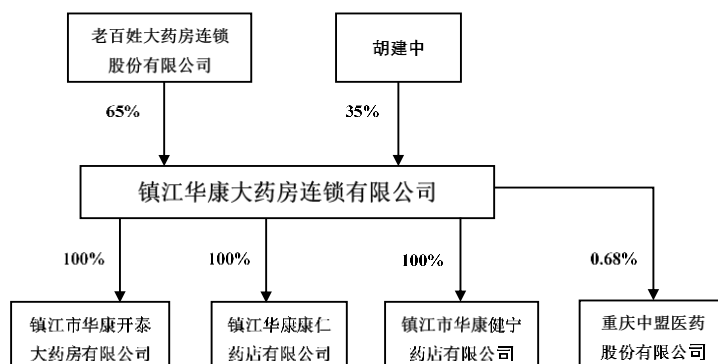 老百姓大药房连锁
股份有限公司
胡建中
65%
35%
镇江华康大药房连锁有限公司
100%
100%
100%
0.68%
镇江市华康开泰
大药房有限公司
镇江华康康仁
药店有限公司
镇江市华康健宁
药店有限公司
重庆中盟医药
股份有限公司